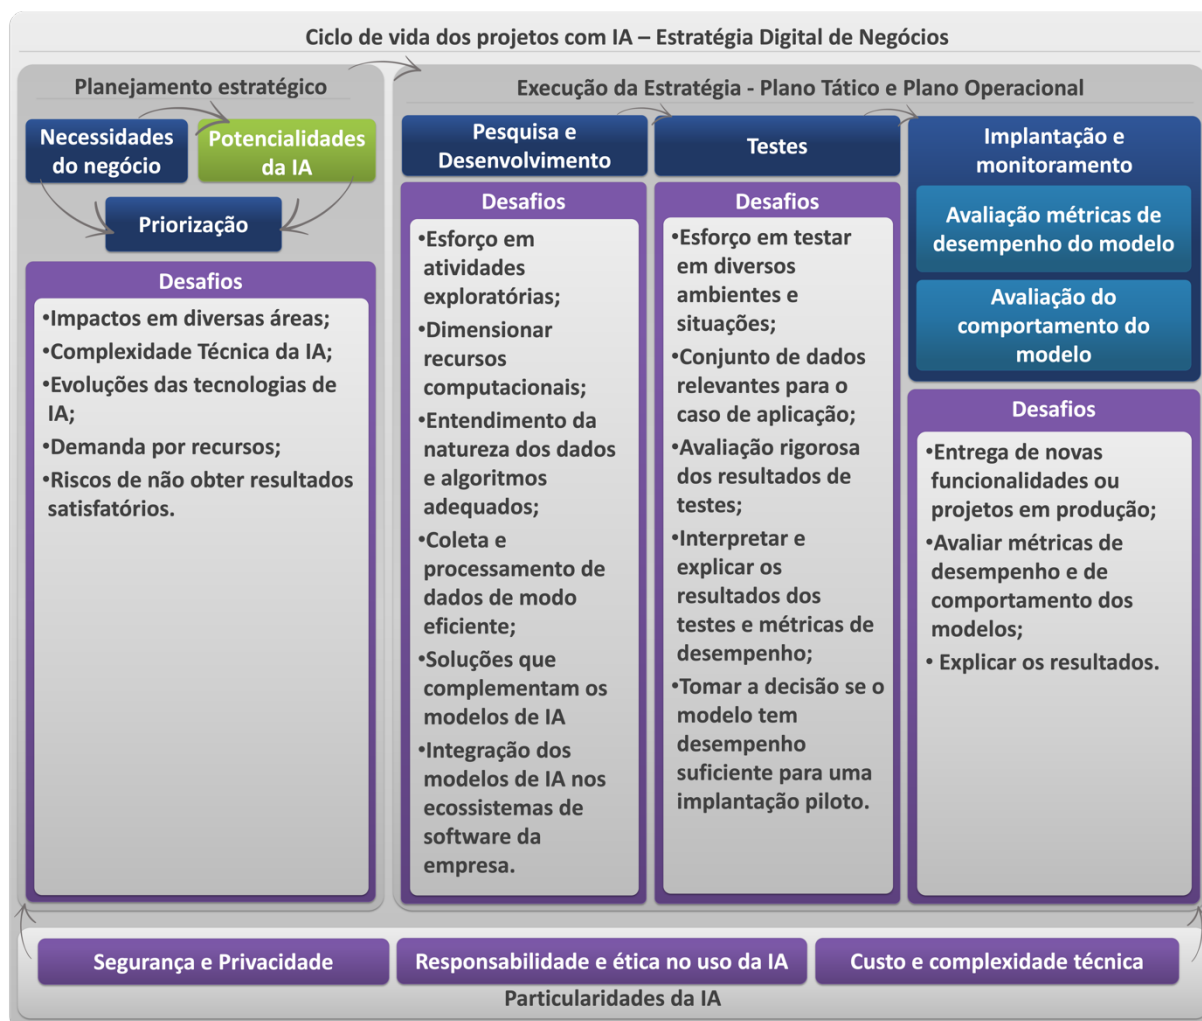 Ciclo de vida dos projetos com IA – Estratégia Digital de Negócios
Planejamento estratégico
Necessidades
do negócio
Potencialidades
da IA
Priorização
Desafios
•Impactos em diversas áreas;
•Complexidade Técnica da IA;
•Evoluções das tecnologias de
IA;
•Demanda por recursos;
•Riscos de não obter resultados
satisfatórios.
Execução da Estratégia - Plano Tático e Plano Operacional
Pesquisa e
Desenvolvimento
Desafios
•Esforço em
atividades
exploratórias;
•Dimensionar
recursos
computacionais;
•Entendimento da
natureza dos dados
e algoritmos
adequados;
•Coleta e
processamento de
dados de modo
eficiente;
•Soluções que
complementam os
modelos de IA
•Integração dos
modelos de IA nos
ecossistemas de
software da
empresa.
Testes
Desafios
•Esforço em testar
em diversos
ambientes e
situações;
•Conjunto de dados
relevantes para o
caso de aplicação;
•Avaliação rigorosa
dos resultados de
testes;
•Interpretar e
explicar os
resultados dos
testes e métricas de
desempenho;
•Tomar a decisão se o
modelo tem
desempenho
suficiente para uma
implantação piloto.
Implantação e
monitoramento
Avaliação métricas de
desempenho do modelo
Avaliação do
comportamento do
modelo
Desafios
•Entrega de novas
funcionalidades ou
projetos em produção;
•Avaliar métricas de
desempenho e de
comportamento dos
modelos;
• Explicar os resultados.
Segurança e Privacidade
Responsabilidade e ética no uso da IA
Custo e complexidade técnica
Particularidades da IA